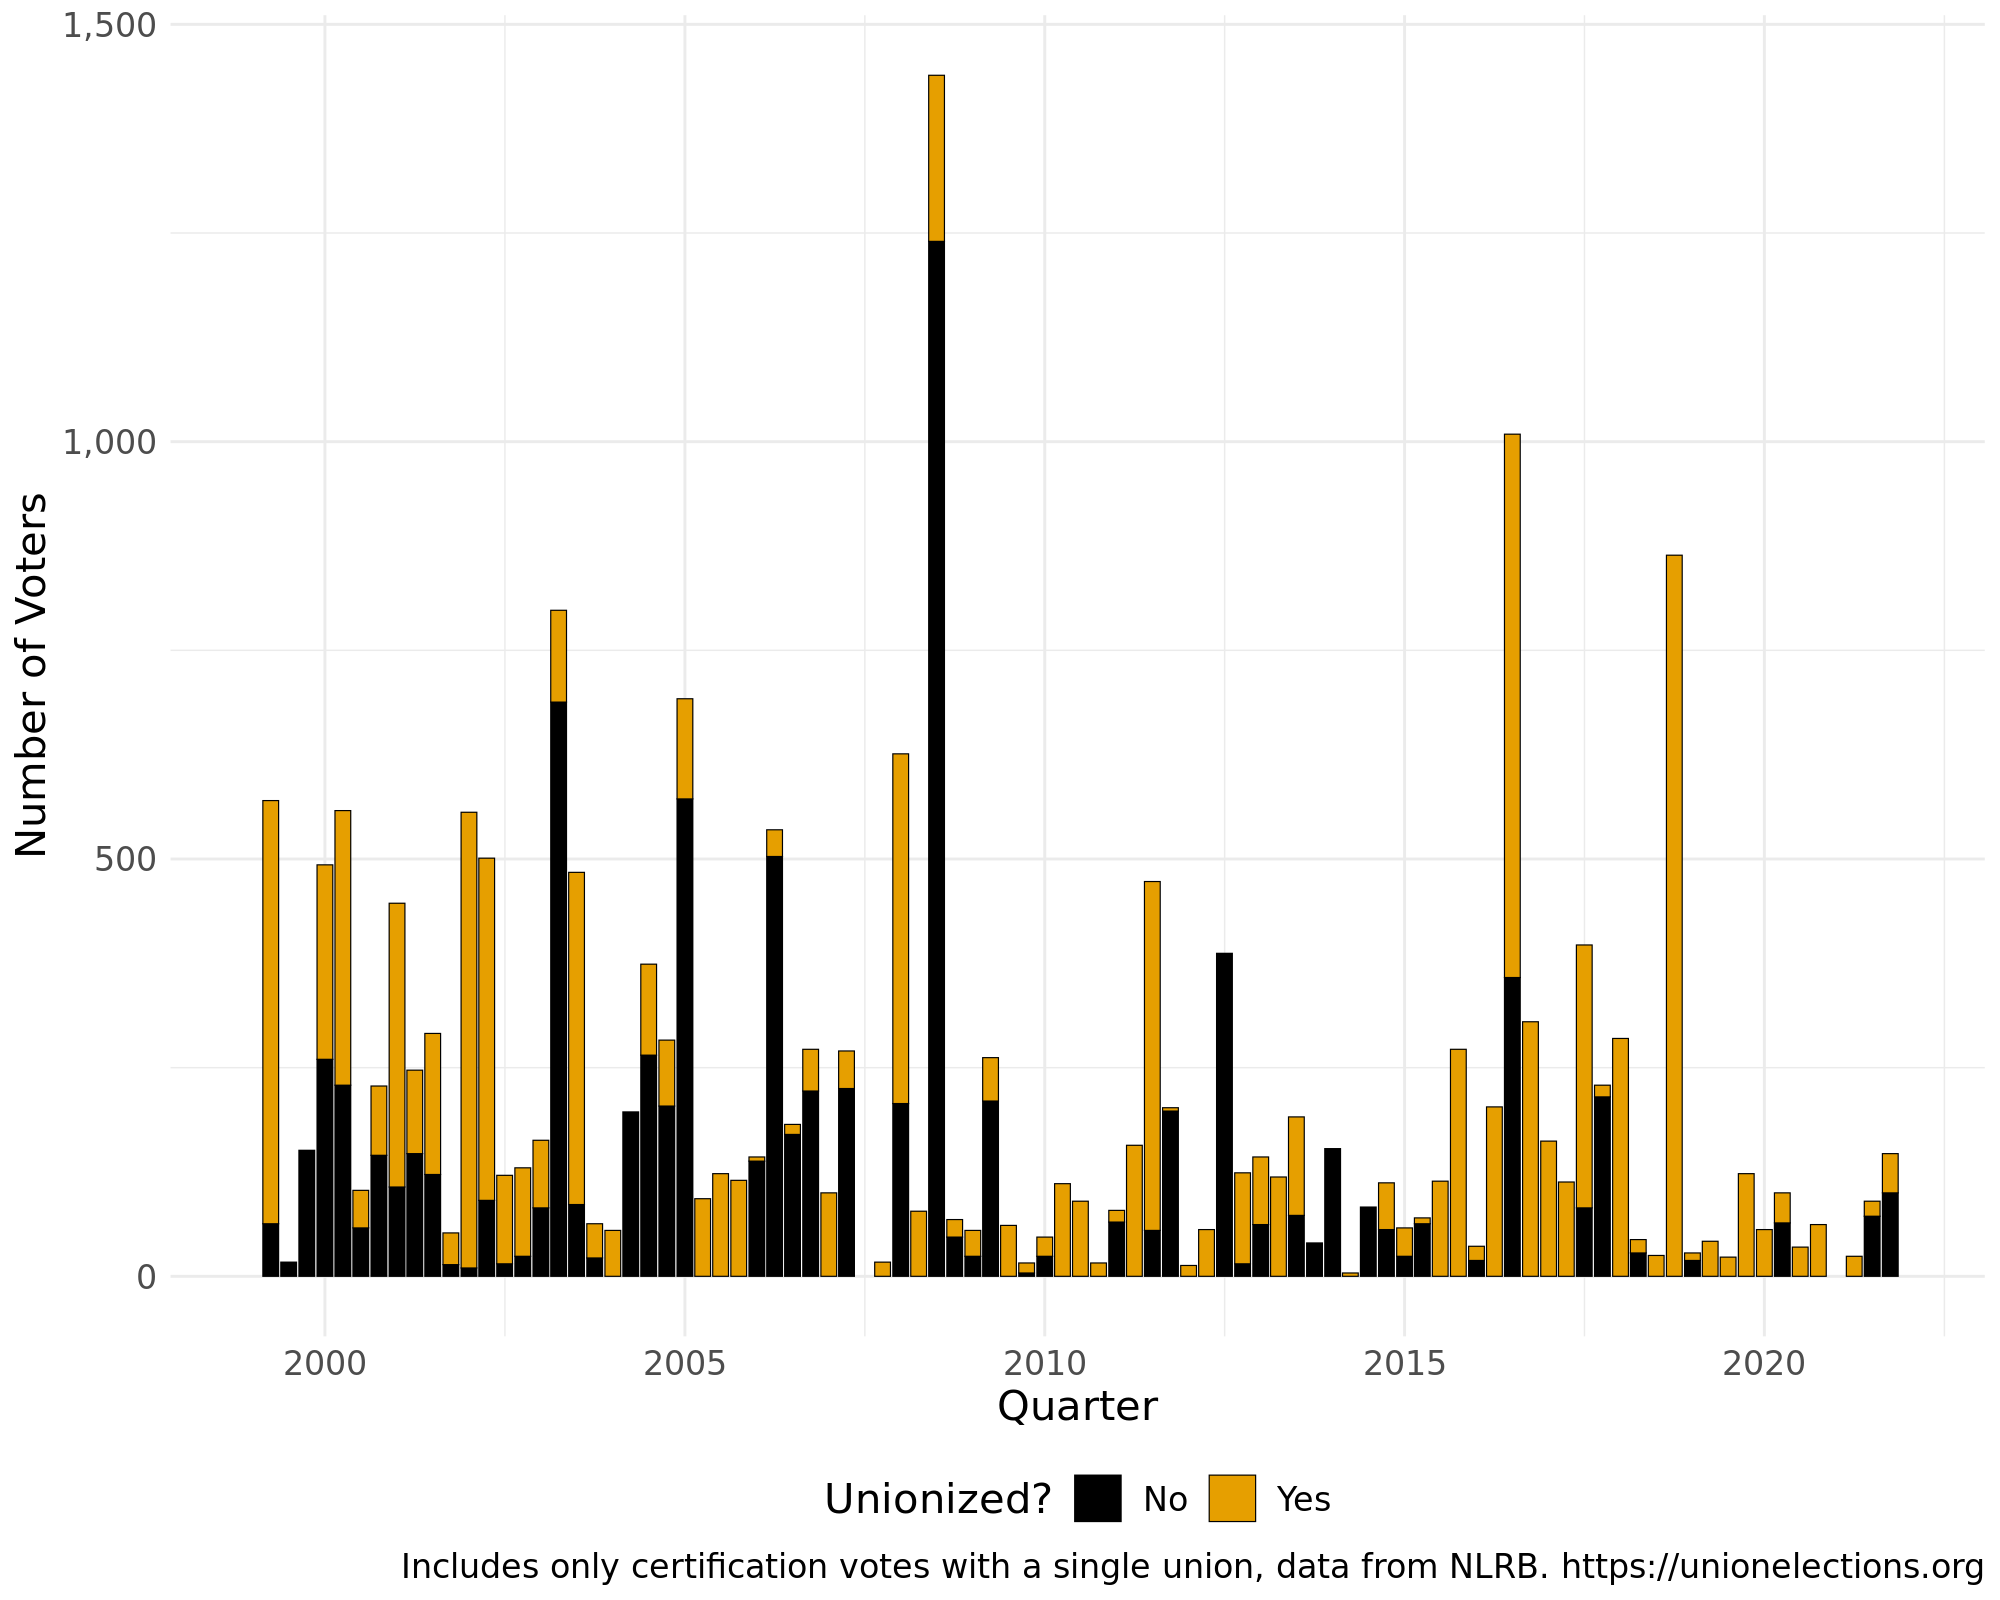 1,500
1,000
500
0
Number of Voters
2000 2005 2010 2015 2020
Quarter
Unionized? No Yes
Includes only certification votes with a single union, data from NLRB. https://unionelections.org